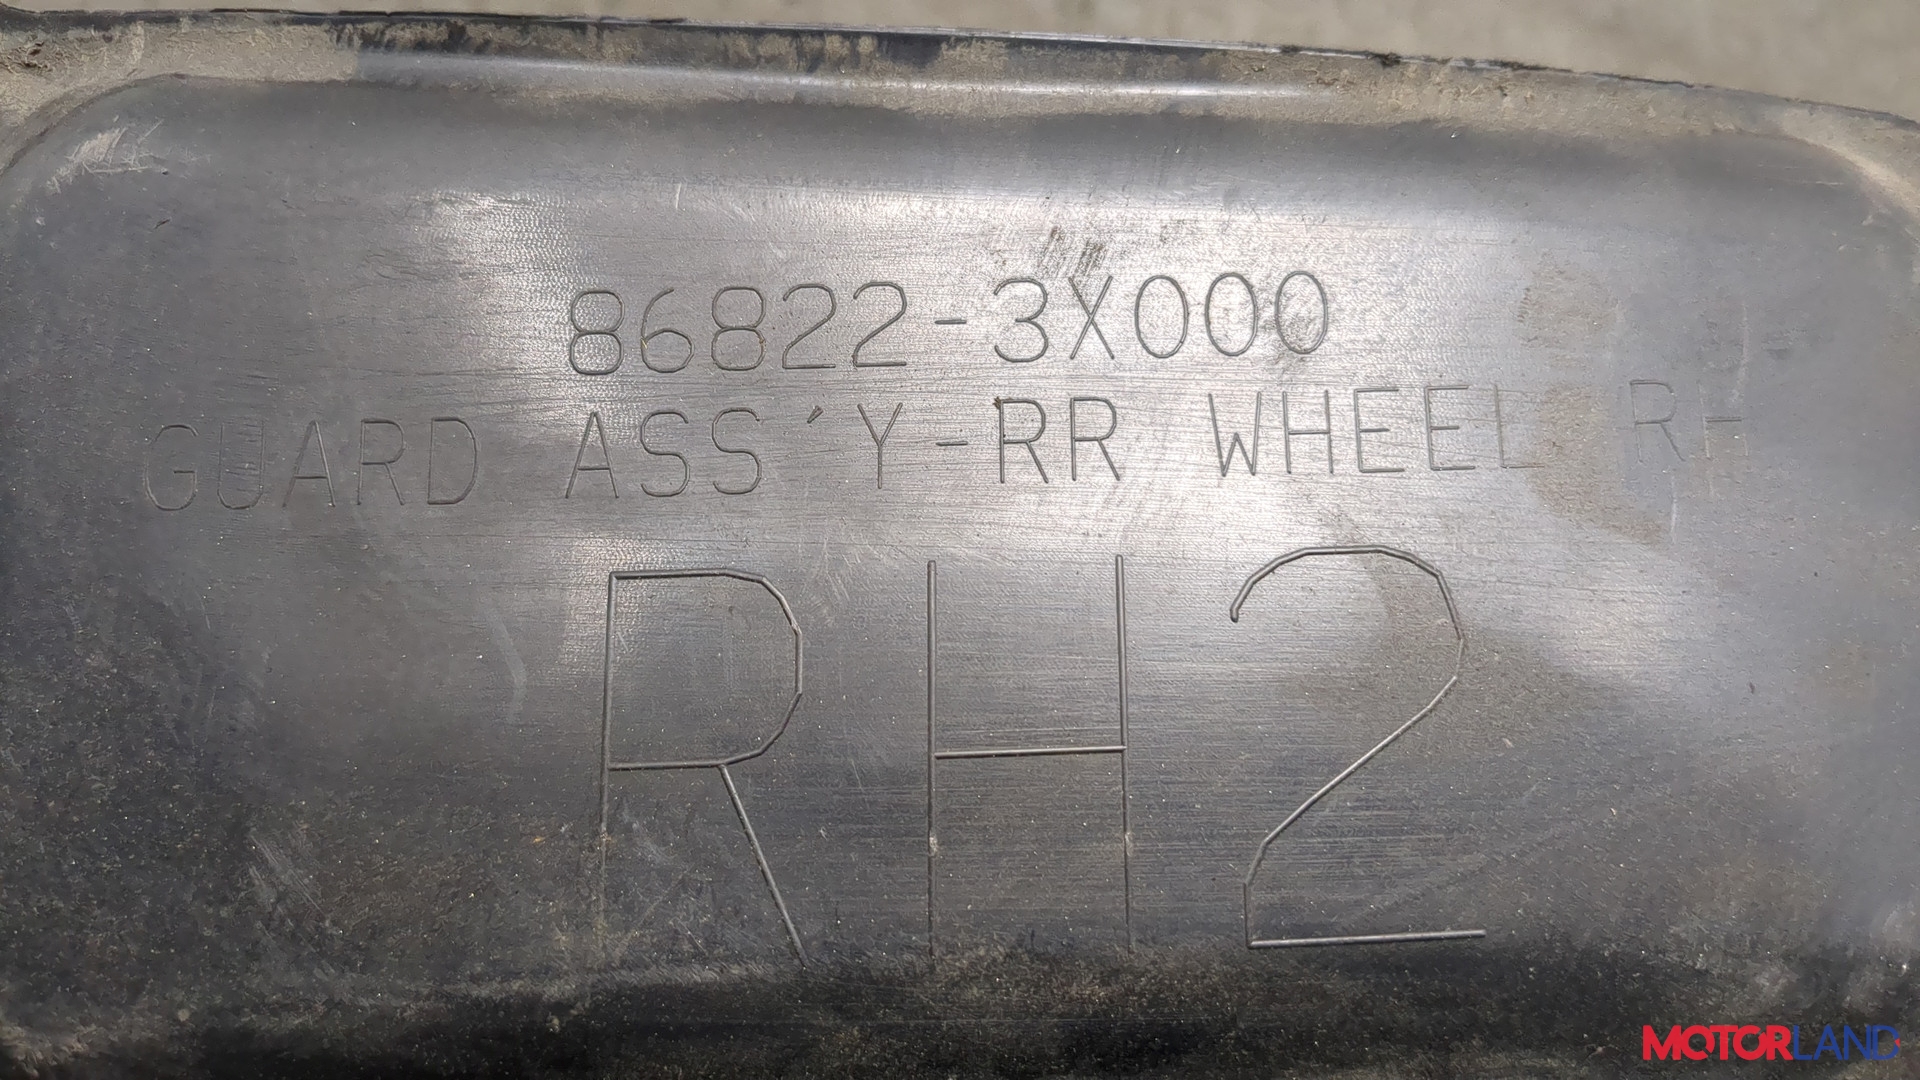 86822-3X000
GUARD ASS'Y-RR WHEEL RH
RH2
MOTORLAND